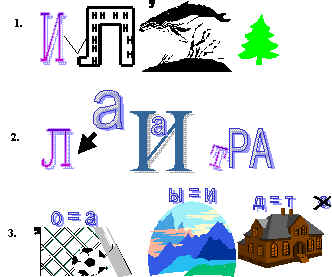 1. И Л ,
2. Л а И а т РА
о = а ы = и д = т
3. ,